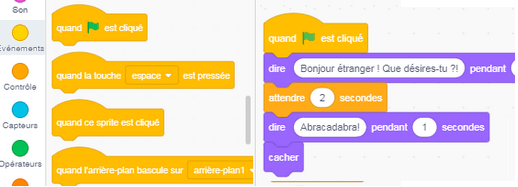 Son
Événements
Contrôle
Capteurs
Opérateurs
quand est cliqué
quand la touche espace est pressée
quand ce sprite est cliqué
quand l'arrière-plan bascule sur arrière-plan1
quand est cliqué
dire Bonjour étranger ! Que désires-tu ?! pendant
attendre 2 secondes
dire Abracadabra! pendant 1 secondes
cacher